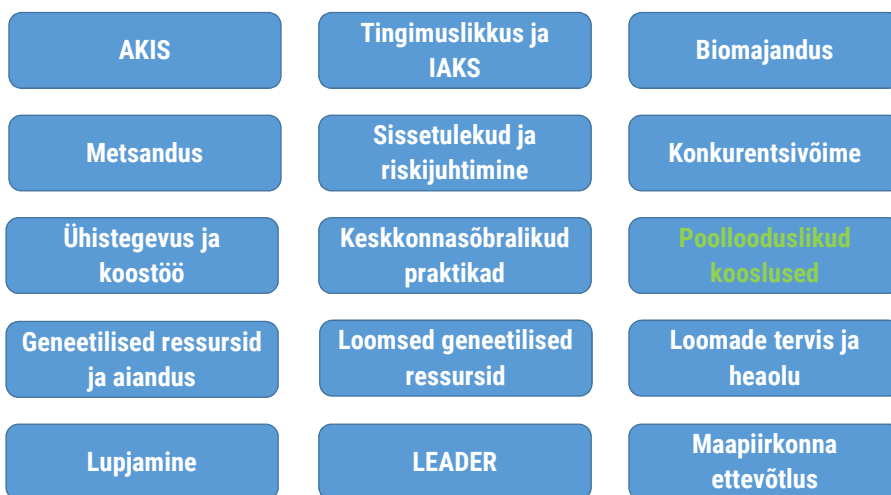 AKIS
Tingimuslikkus ja
IAKS
Biomajandus
Metsandus
Sissetulekud ja
riskijuhtimine
Konkurentsivõime
Ühistegevus ja
koostöö
Keskkonnasõbralikud
praktikad
Poollooduslikud
kooslused
Geneetilised ressursid
ja aiandus
Loomsed geneetilised
ressursid
Loomade tervis ja
heaolu
Lupjamine
LEADER
Maapiirkonna
ettevõtlus